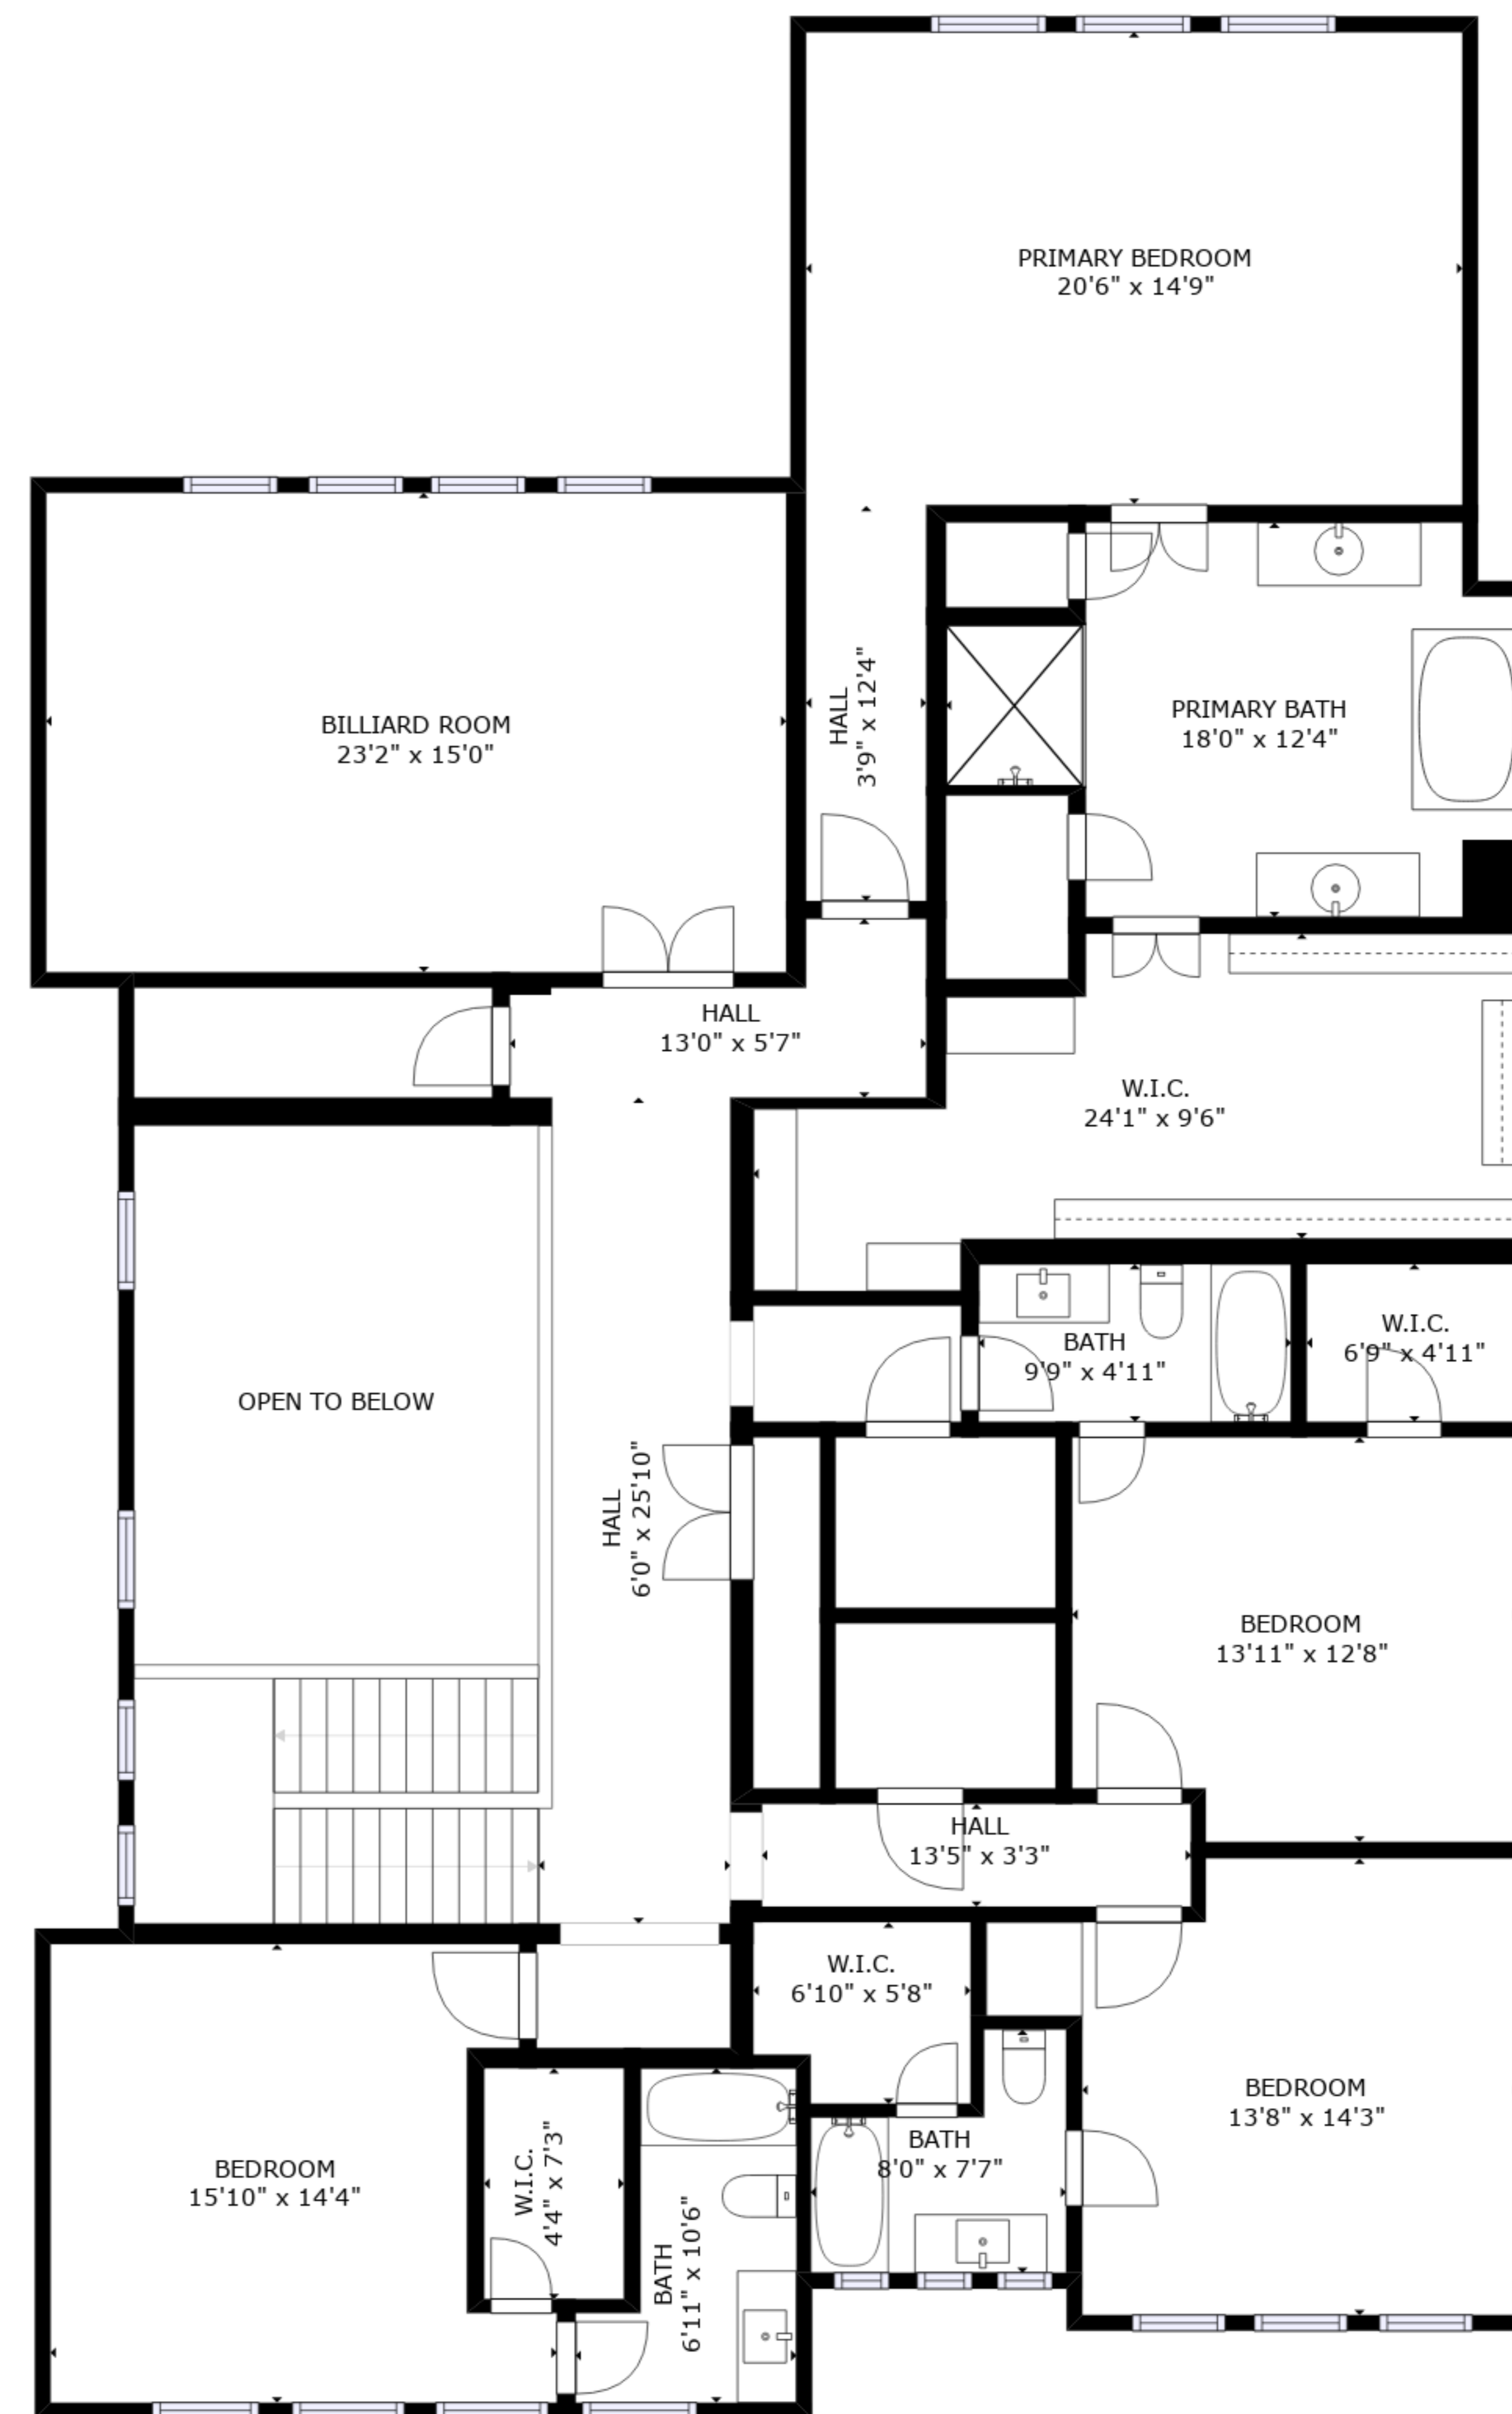 PRIMARY BEDROOM
20'6" x 14'9"
BILLIARD ROOM
23'2" x 15'0"
HALL
3'9" x 12'4"
PRIMARY BATH
18'0" x 12'4"
HALL
13'0" x 5'7"
W.I.C.
24'1" x 9'6"
OPEN TO BELOW
BATH
9'9" x 4'11"
W.I.C.
6'9" x 4'11"
HALL
6'0" x 25'10"
BEDROOM
13'11" x 12'8"
HALL
13'5" x 3'3"
W.I.C.
6'10" x 5'8"
BEDROOM
13'8" x 14'3"
BATH
8'0" x 7'7"
BEDROOM
15'10" x 14'4"
W.I.C.
4'4" x 7'3"
BATH
6'11" x 10'6"